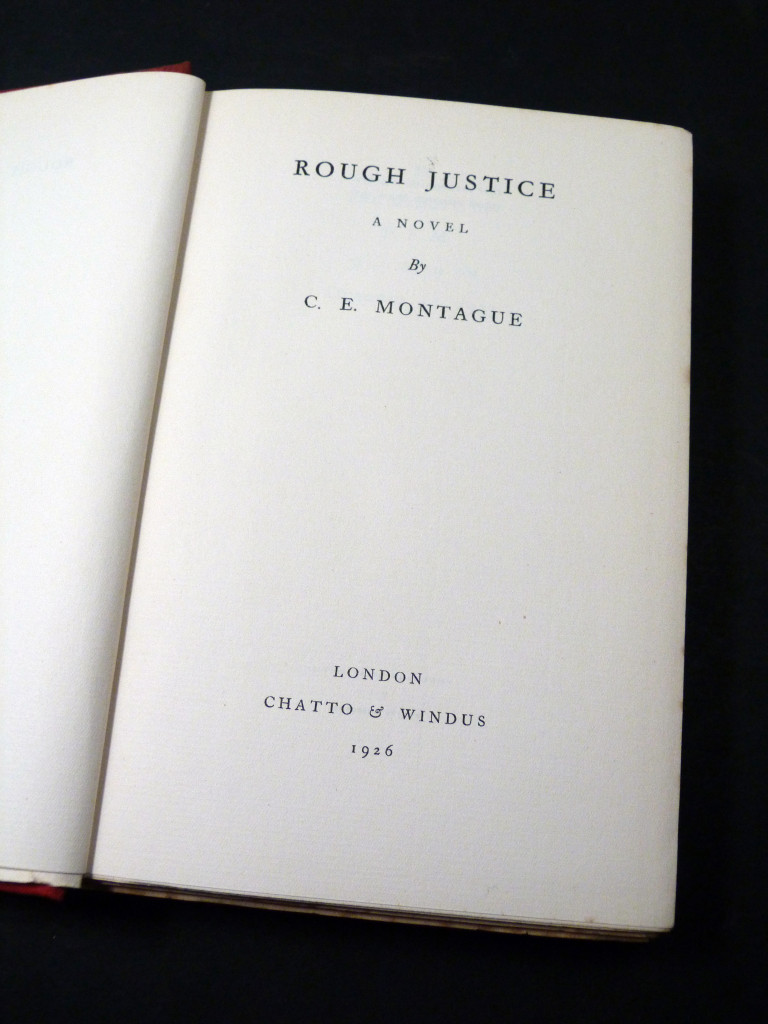 ROUGH JUSTICE
A NOVEL
By
C. E. MONTAGUE
LONDON
CHATTO & WINDUS
1926